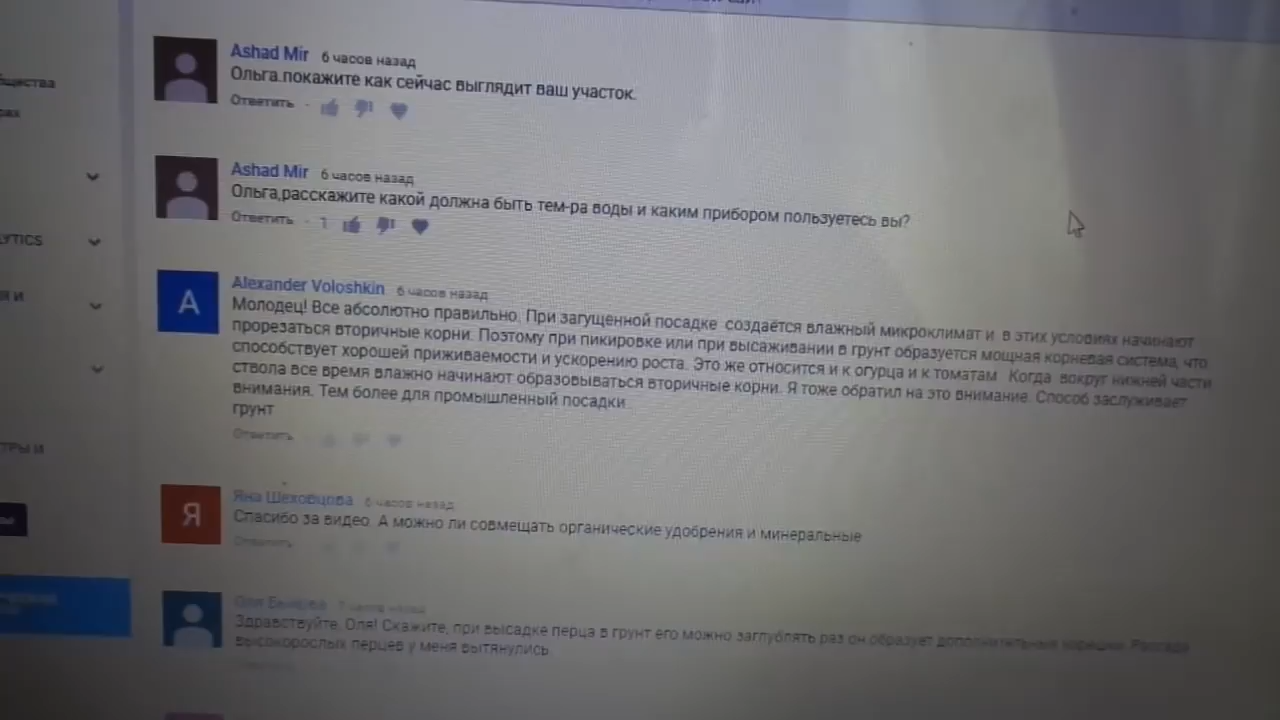 Ashad Mir 6 часов назад
Ольга.покажите как сейчас выглядит ваш участок.
Ответить
Ashad Mir 6 часов назад
Ольга,расскажите какой должна быть тем-ра воды и каким прибором пользуетесь вы?
Ответить 1
LYTICS
Alexander Voloshkin 6 часов назад
A
Молодец! Все абсолютно правильно. При загущенной посадке создаётся влажный микроклимат и в этих условиях начинают
прорезаться вторичные корни. Поэтому при пикировке или при высаживании в грунт образуется мощная корневая система, что
способствует хорошей приживаемости и ускорению роста. Это же относится и к огурца и к томатам. Когда вокруг нижней части
ствола все время влажно начинают образовываться вторичные корни. Я тоже обратил на это внимание. Способ заслуживает
внимания. Тем более для промышленный посадки.
грунт
Ответить
Яна Шеховцова 6 часов назад
Я
Спасибо за видео. А можно ли совмещать органические удобрения и минеральные
Ответить
часов назад
Здравствуйте, Оля! Скажите, при высадке перца в грунт его можно заглублять раз он образует дополнительные корешки. Рассада
высокорослых перцев у меня вытянулись.